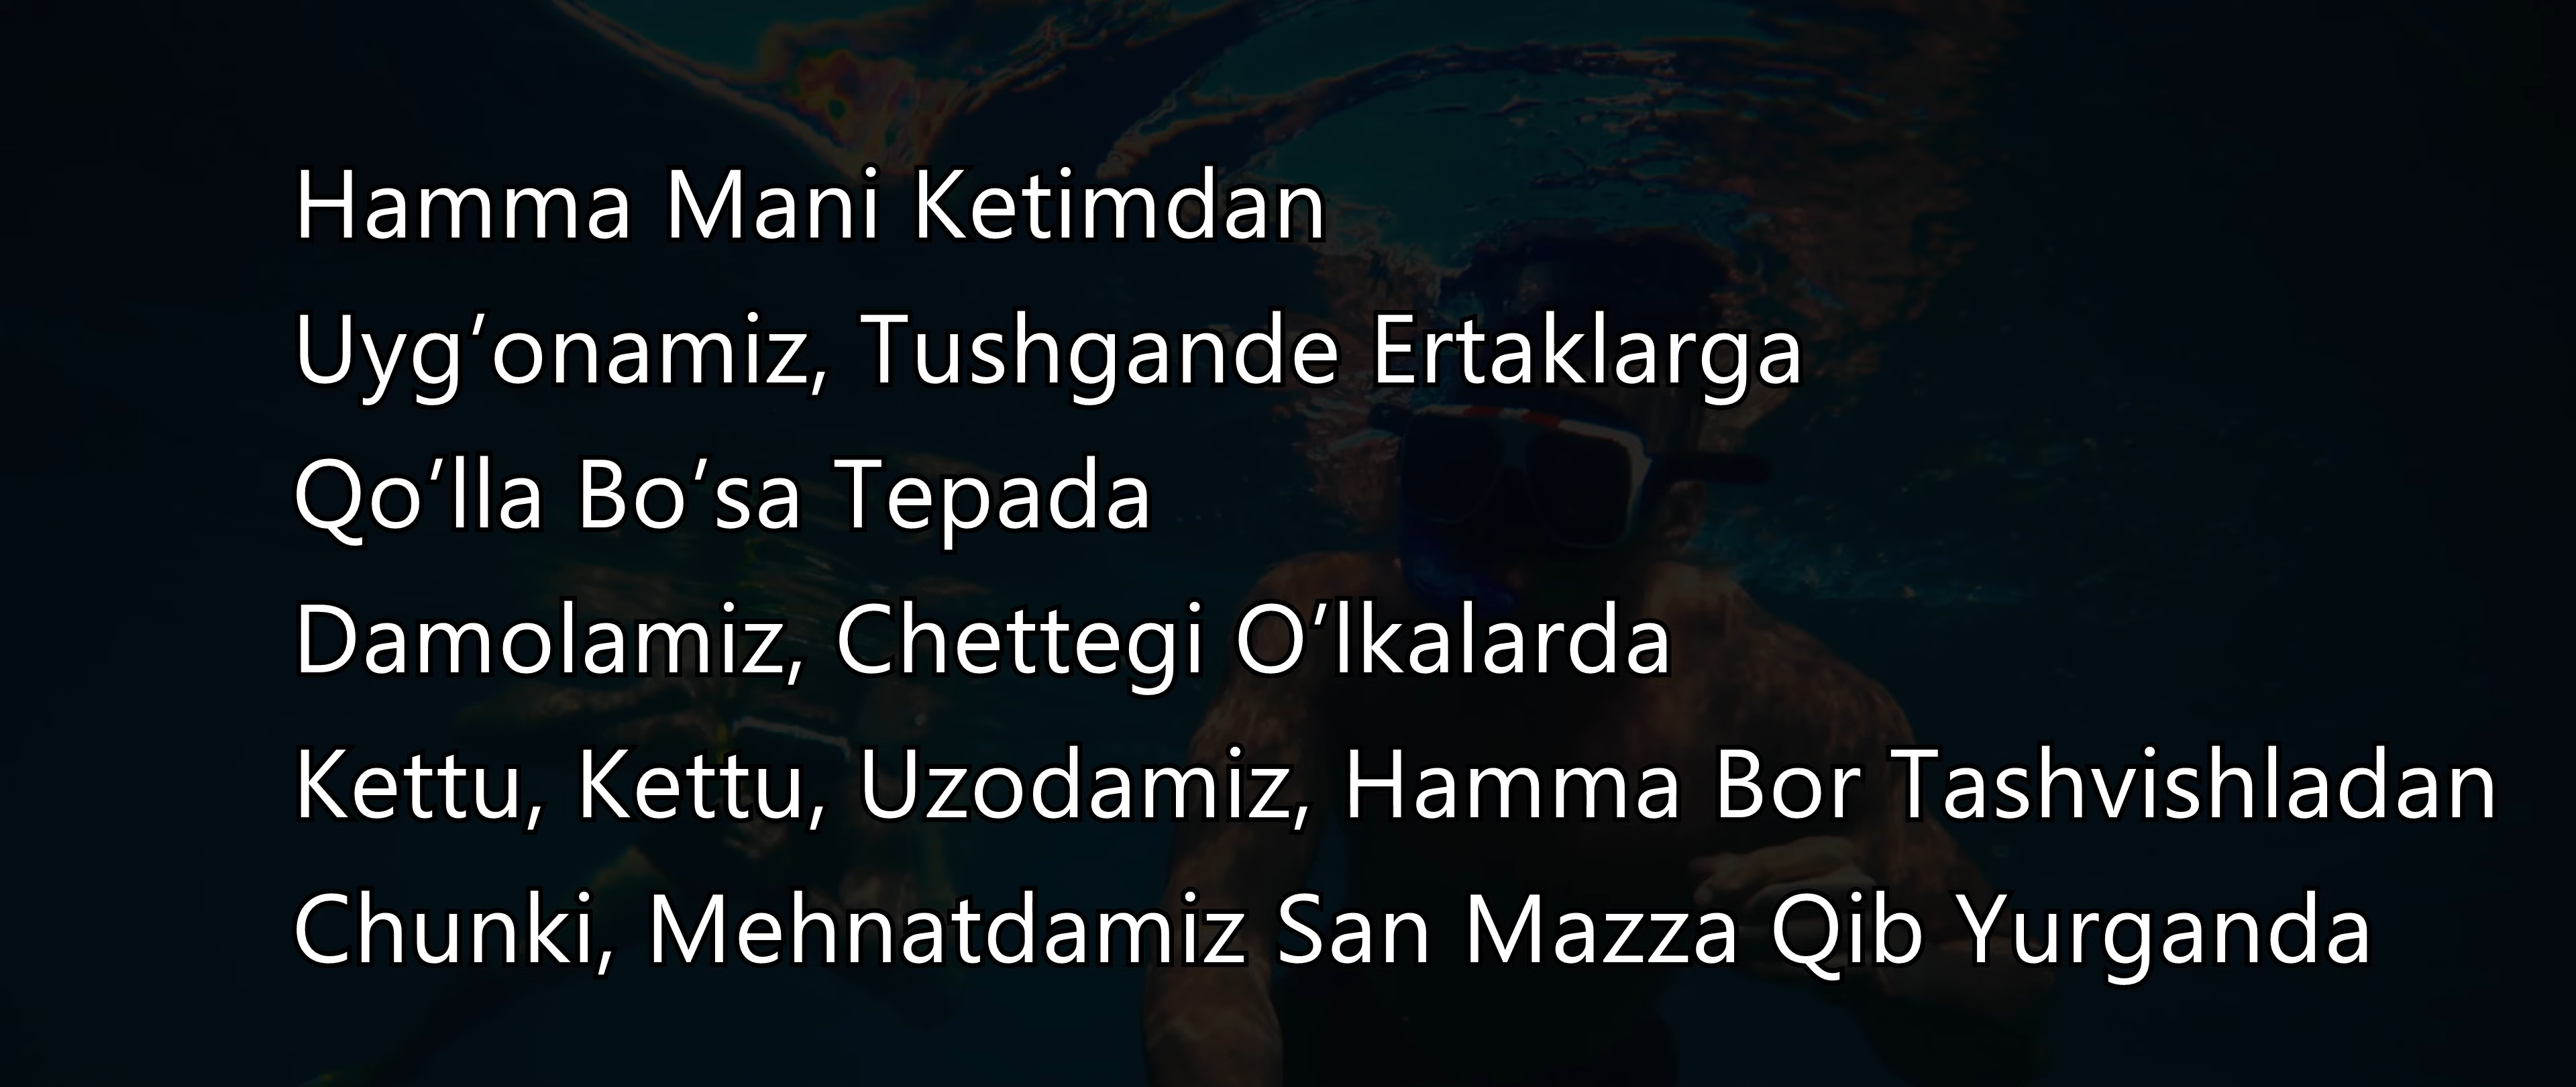 Hamma Mani Ketimdan
Uyg’onamiz, Tushgande Ertaklarga
Qo’lla Bo’sa Tepada
Damolamiz, Chettegi O’lkalarda
Kettu, Kettu, Uzodamiz, Hamma Bor Tashvishladan
Chunki, Mehnatdamiz San Mazza Qib Yurganda